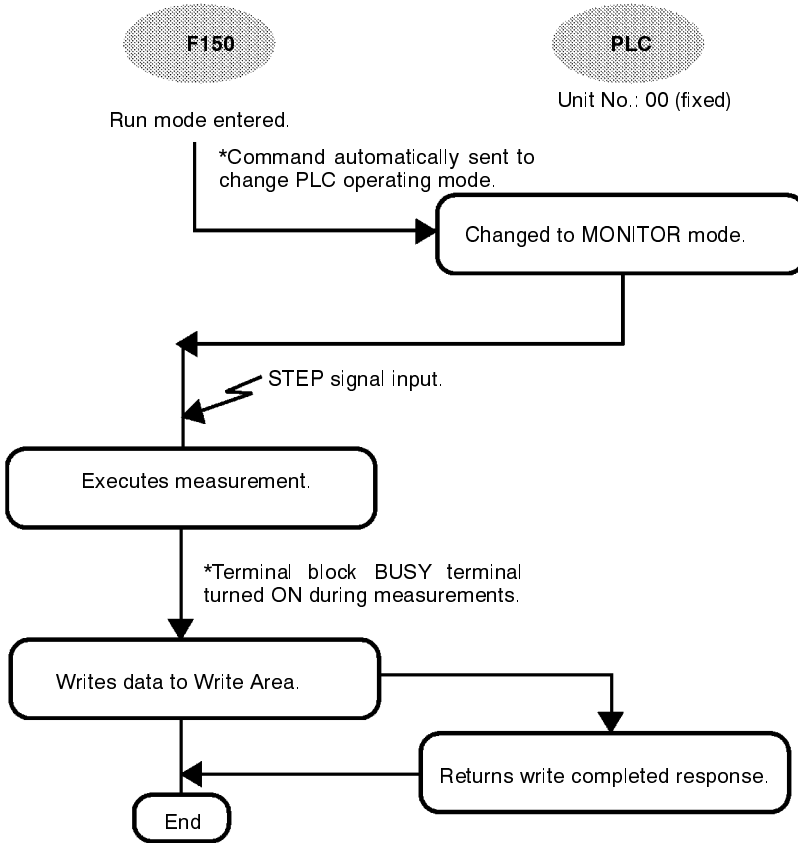 F150
PLC
Unit No.: 00 (fixed)
Run mode entered.
*Command automatically sent to
change PLC operating mode.
Changed to MONITOR mode.
STEP signal input.
Executes measurement.
*Terminal block BUSY terminal
turned ON during measurements.
Writes data to Write Area.
Returns write completed response.
End